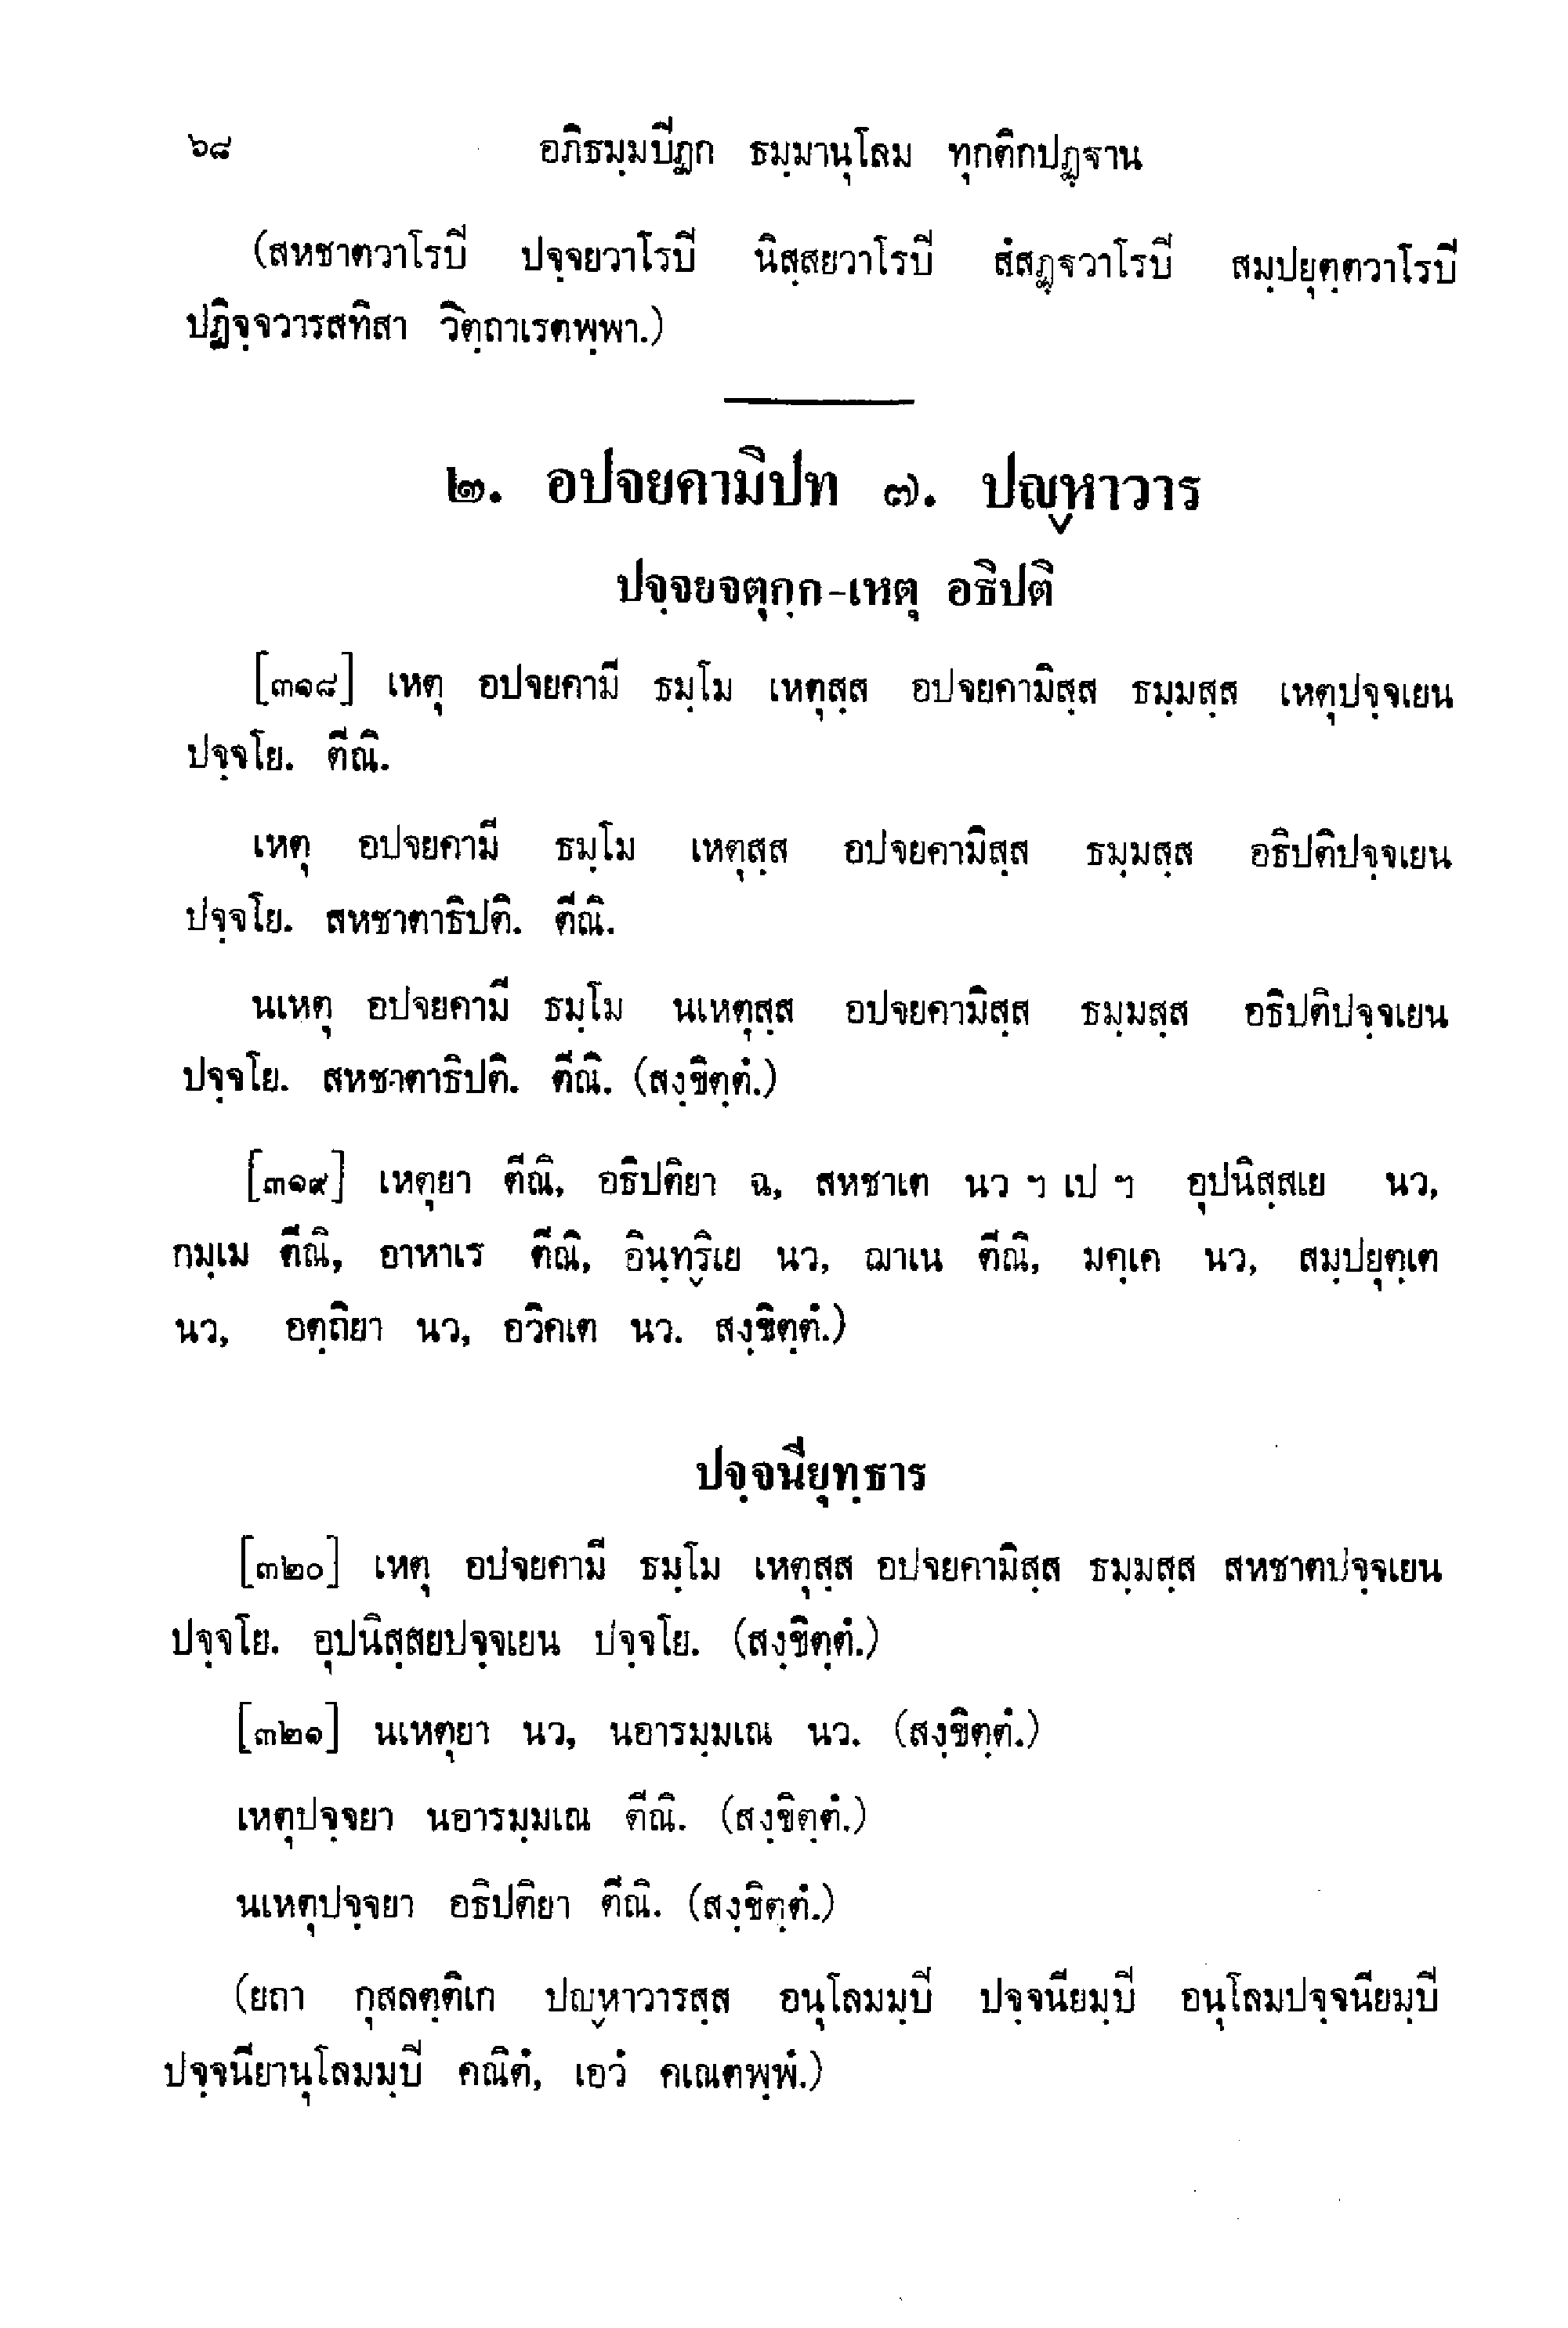 ๖๘ อภิธมฺมปีฏก ธมฺมานุโลม ทุกติกปฏฺฐาน
(สหชาตวาโรปี ปจฺจยวาโรปี นิสฺสยวาโรปี สํสฏฺฐวาโรปี สมฺปยุตฺตวาโรปี
ปฏิจฺจวารสทิสา วิตฺถาเรตพฺพา.)
๒. อปจยคามิปท ๗. ปญฺหาวาร
ปจฺจยจตุกฺก-เหตุ อธิปติ
[๓๑๘] เหตุ อปจยคามี ธมฺโม เหตุสฺส อปจยคามิสฺส ธมฺมสฺส เหตุปจฺจเยน
ปจฺจโย. ตีณิ.
เหตุ อปจยคามี ธมฺโม เหตุสฺส อปจยคามิสฺส ธมฺมสฺส อธิปติปจฺจเยน
ปจฺจโย. สหชาตาธิปติ. ตีณิ.
นเหตุ อปจยคามี ธมฺโม นเหตุสฺส อปจยคามิสฺส ธมฺมสฺส อธิปติปจฺจเยน
ปจฺจโย. สหชาตาธิปติ. ตีณิ. (สงฺขิตฺตํ.)
[๓๑๙] เหตุยา ตีณิ, อธิปติยา ฉ, สหชาเต นว ฯ เป ฯ อุปนิสฺสเย นว,
กมฺเม ตีณิ, อาหาเร ตีณิ, อินฺทฺริเย นว, ฌาเน ตีณิ, มคฺเค นว, สมฺปยุตฺเต
นว, อตฺถิยา นว, อวิคเต นว. สงฺขิตฺตํ.)
ปจฺจนียุทฺธาร
[๓๒๐] เหตุ อปจยคามี ธมฺโม เหตุสฺส อปจยคามิสฺส ธมฺมสฺส สหชาตปจฺจเยน
ปจฺจโย. อุปนิสฺสยปจฺจเยน ปจฺจโย. (สงฺขิตฺตํ.)
[๓๒๑] นเหตุยา นว, นอารมฺมเณ นว. (สงฺขิตฺตํ.)
เหตุปจฺจยา นอารมฺมเณ ตีณิ. (สงฺขิตฺตํ.)
นเหตุปจฺจยา อธิปติยา ตีณิ. (สงฺขิตฺตํ.)
(ยถา กุสลตฺติเก ปญฺหาวารสฺส อนุโลมมฺปี ปจฺจนียมฺปี อนุโลมปจฺจนียมฺปี
ปจฺจนียานุโลมมฺปี คณิตํ, เอวํ คเณตพฺพํ.)